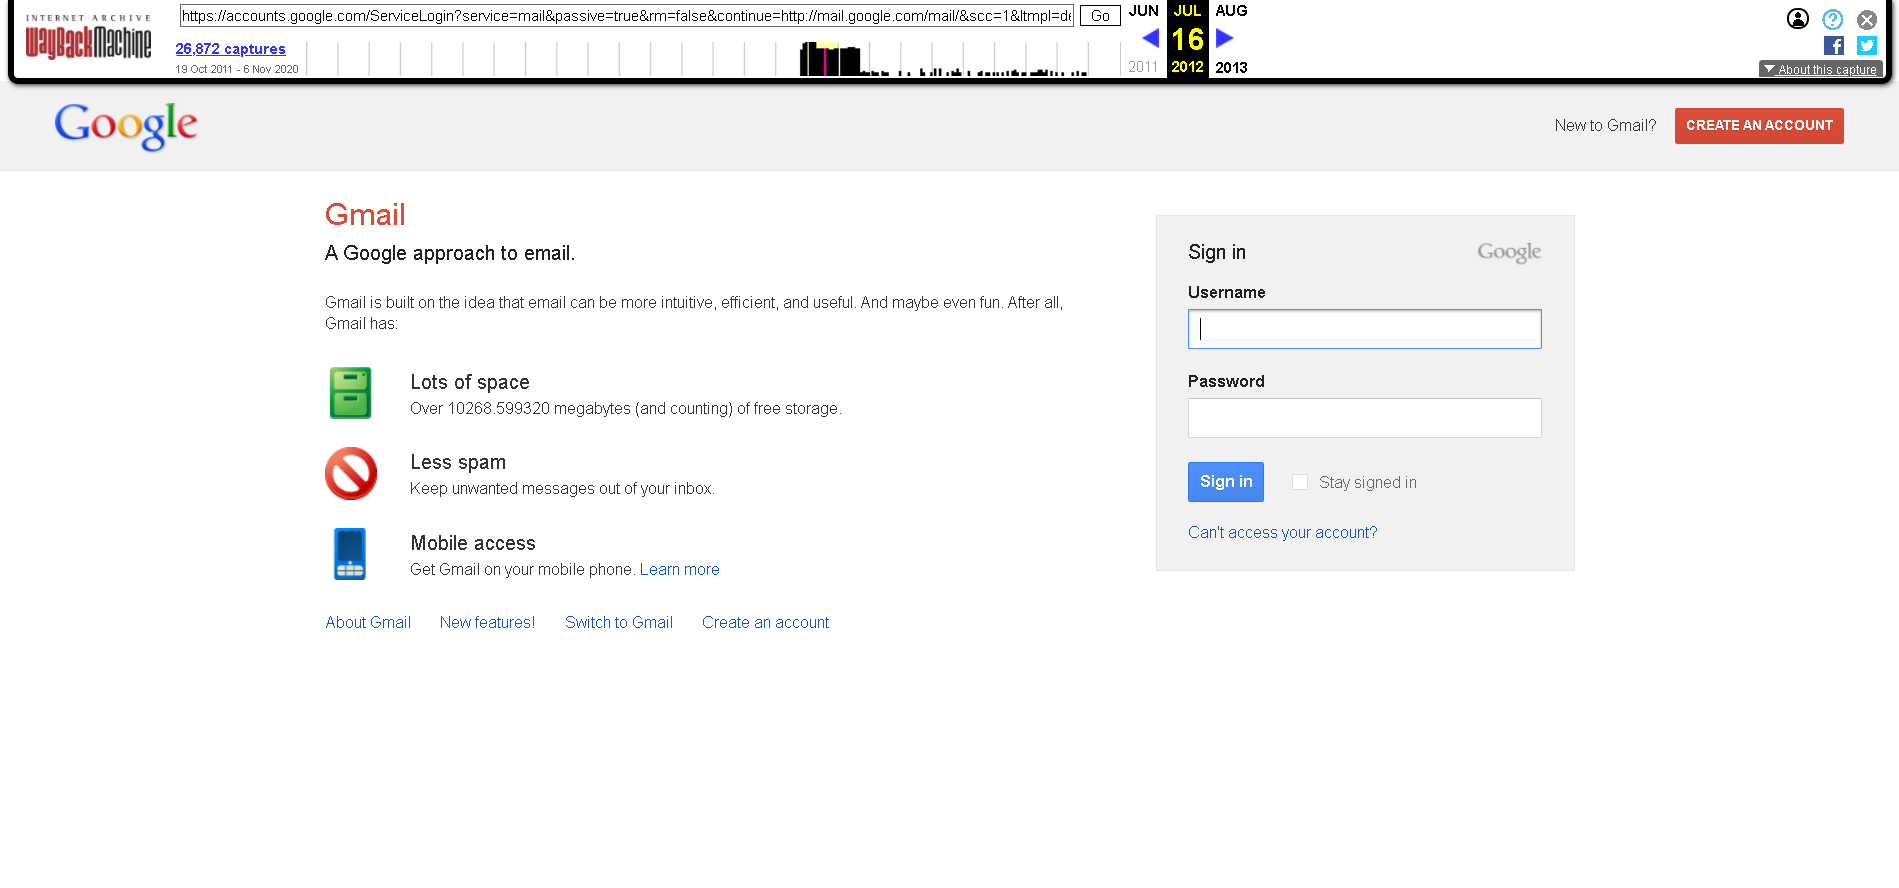 INTERNET ARCHIVE
WayBackMachine
https://accounts.google.com/ServiceLogin?service=mail&passive=true&rm=false&continue=http://mail.google.com/mail/&scc=1&ltmpl=de
Go
JUN JUL AUG
26,872 captures
16
19 Oct 2011 - 6 Nov 2020
2011 2012 2013
About this capture
Google
New to Gmail? CREATE AN ACCOUNT
Gmail
A Google approach to email.
Gmail is built on the idea that email can be more intuitive, efficient, and useful. And maybe even fun. After all,
Gmail has:
Lots of space
Over 10268.599320 megabytes (and counting) of free storage.
Less spam
Keep unwanted messages out of your inbox.
Mobile access
Get Gmail on your mobile phone. Learn more
About Gmail New features! Switch to Gmail Create an account
Sign in Google
Username
Password
Sign in Stay signed in
Can't access your account?